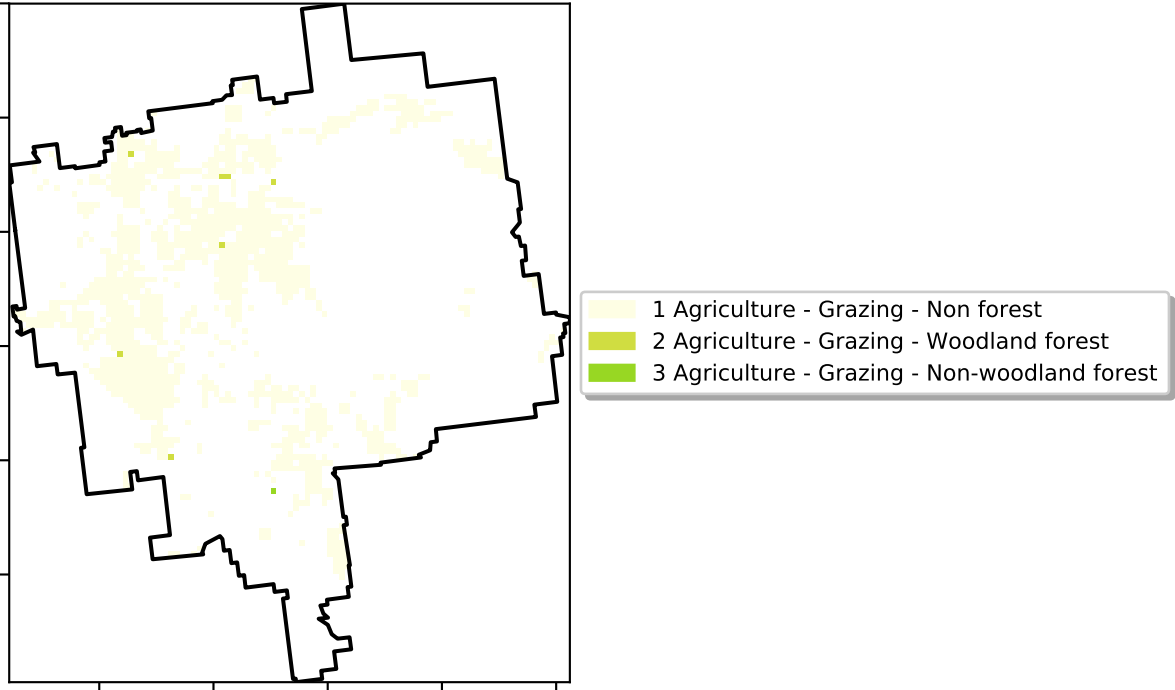 1 Agriculture - Grazing - Non forest
2 Agriculture - Grazing - Woodland forest
3 Agriculture - Grazing - Non-woodland forest